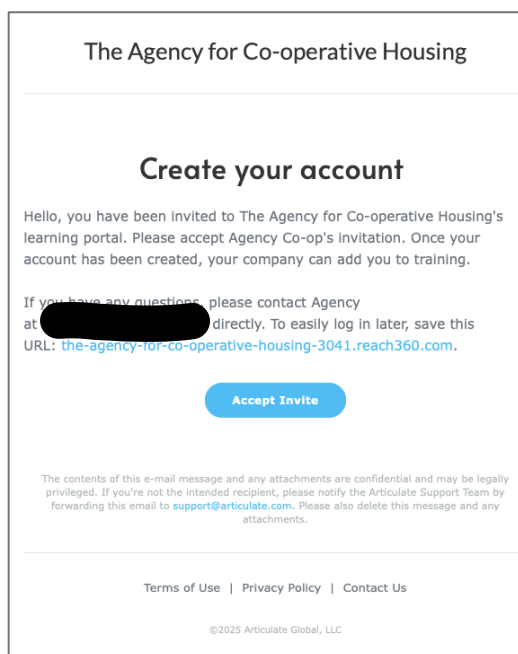 The Agency for Co-operative Housing
Create your account
Hello, you have been invited to The Agency for Co-operative Housing's
learning portal. Please accept Agency Co-op's invitation. Once your
account has been created, your company can add you to training.
If you have any questions, please contact Agency
at directly. To easily log in later, save this
URL: the-agency-for-co-operative-housing-3041.reach360.com.
Accept Invite
The contents of this e-mail message and any attachments are confidential and may be legally
privileged. If you're not the intended recipient, please notify the Articulate Support Team by
forwarding this email to support@articulate.com. Please also delete this message and any
attachments.
Terms of Use | Privacy Policy | Contact Us
©2025 Articulate Global, LLC